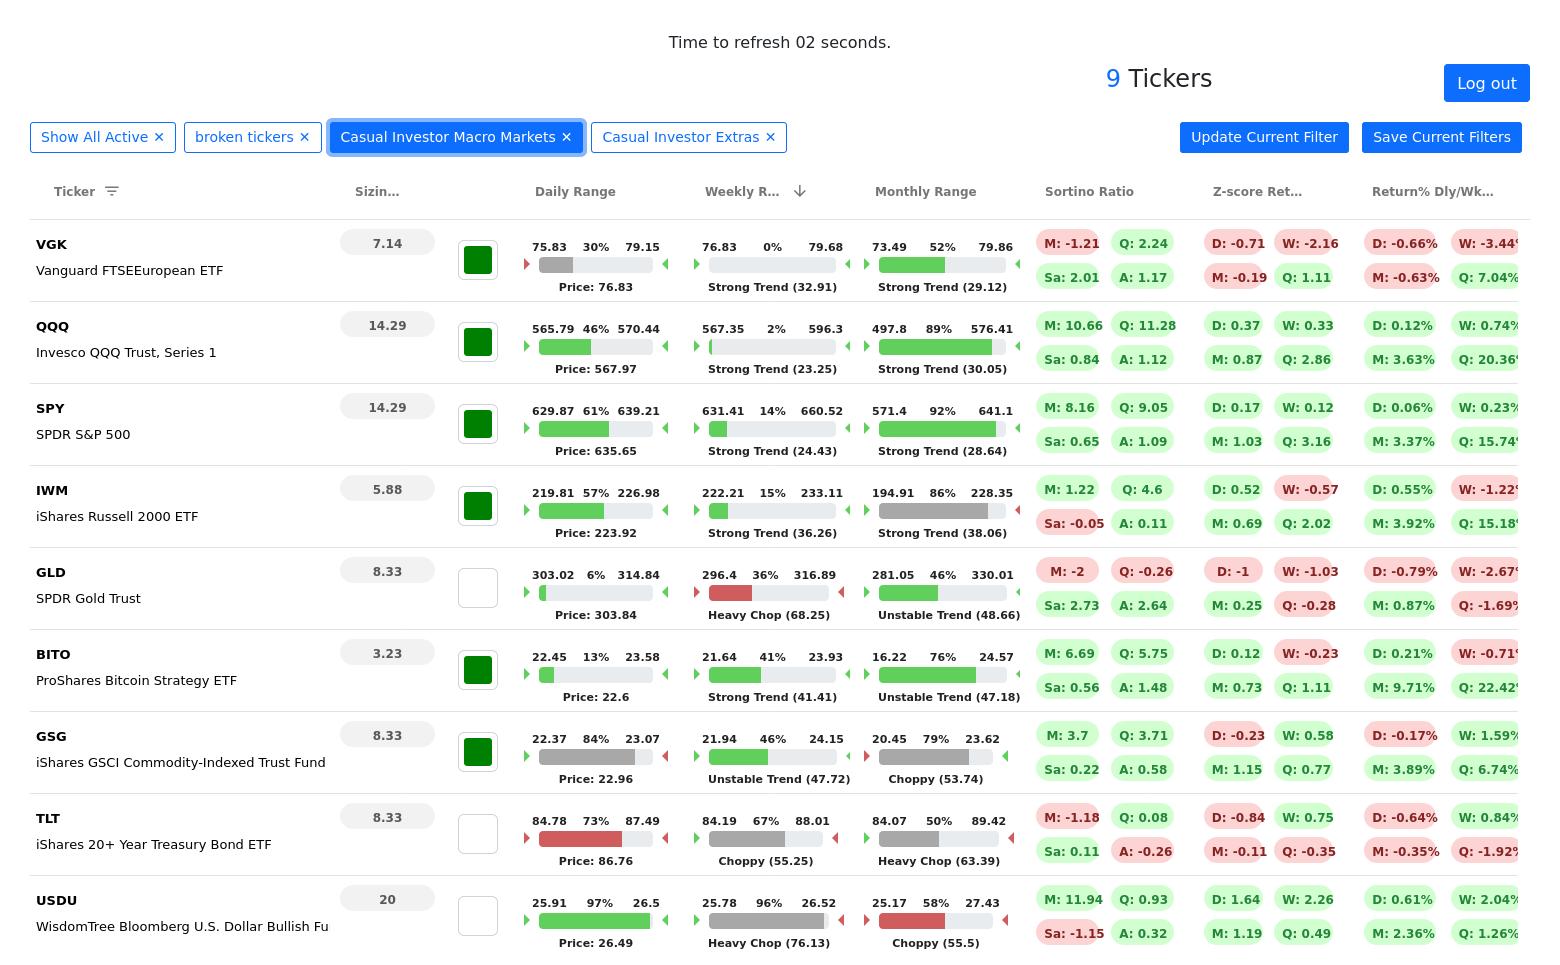 Time to refresh 02 seconds.
9 Tickers
Log out
Show All Active ✕ broken tickers ✕ Casual Investor Macro Markets ✕ Casual Investor Extras ✕ Update Current Filter Save Current Filters
Ticker Sizin... Daily Range Weekly R... Monthly Range Sortino Ratio Z-score Ret... Return% Dly/Wk...
VGK 7.14 75.83 30% 79.15 76.83 0% 79.68 73.49 52% 79.86 M: -1.21 Q: 2.24 D: -0.71 W: -2.16 D: -0.66% W: -3.44%
Vanguard FTSEEuropean ETF Price: 76.83 Strong Trend (32.91) Strong Trend (29.12) Sa: 2.01 A: 1.17 M: -0.19 Q: 1.11 M: -0.63% Q: 7.04%
QQQ 14.29 565.79 46% 570.44 567.35 2% 596.3 497.8 89% 576.41 M: 10.66 Q: 11.28 D: 0.37 W: 0.33 D: 0.12% W: 0.74%
Invesco QQQ Trust, Series 1 Price: 567.97 Strong Trend (23.25) Strong Trend (30.05) Sa: 0.84 A: 1.12 M: 0.87 Q: 2.86 M: 3.63% Q: 20.36%
SPY 14.29 629.87 61% 639.21 631.41 14% 660.52 571.4 92% 641.1 M: 8.16 Q: 9.05 D: 0.17 W: 0.12 D: 0.06% W: 0.23%
SPDR S&P 500 Price: 635.65 Strong Trend (24.43) Strong Trend (28.64) Sa: 0.65 A: 1.09 M: 1.03 Q: 3.16 M: 3.37% Q: 15.74%
IWM 5.88 219.81 57% 226.98 222.21 15% 233.11 194.91 86% 228.35 M: 1.22 Q: 4.6 D: 0.52 W: -0.57 D: 0.55% W: -1.22%
iShares Russell 2000 ETF Price: 223.92 Strong Trend (36.26) Strong Trend (38.06) Sa: -0.05 A: 0.11 M: 0.69 Q: 2.02 M: 3.92% Q: 15.18%
GLD 8.33 303.02 6% 314.84 296.4 36% 316.89 281.05 46% 330.01 M: -2 Q: -0.26 D: -1 W: -1.03 D: -0.79% W: -2.67%
SPDR Gold Trust Price: 303.84 Heavy Chop (68.25) Unstable Trend (48.66) Sa: 2.73 A: 2.64 M: 0.25 Q: -0.28 M: 0.87% Q: -1.69%
BITO 3.23 22.45 13% 23.58 21.64 41% 23.93 16.22 76% 24.57 M: 6.69 Q: 5.75 D: 0.12 W: -0.23 D: 0.21% W: -0.71%
ProShares Bitcoin Strategy ETF Price: 22.6 Strong Trend (41.41) Unstable Trend (47.18) Sa: 0.56 A: 1.48 M: 0.73 Q: 1.11 M: 9.71% Q: 22.42%
GSG 8.33 22.37 84% 23.07 21.94 46% 24.15 20.45 79% 23.62 M: 3.7 Q: 3.71 D: -0.23 W: 0.58 D: -0.17% W: 1.59%
iShares GSCI Commodity-Indexed Trust Fund Price: 22.96 Unstable Trend (47.72) Choppy (53.74) Sa: 0.22 A: 0.58 M: 1.15 Q: 0.77 M: 3.89% Q: 6.74%
TLT 8.33 84.78 73% 87.49 84.19 67% 88.01 84.07 50% 89.42 M: -1.18 Q: 0.08 D: -0.84 W: 0.75 D: -0.64% W: 0.84%
iShares 20+ Year Treasury Bond ETF Price: 86.76 Choppy (55.25) Heavy Chop (63.39) Sa: 0.11 A: -0.26 M: -0.11 Q: -0.35 M: -0.35% Q: -1.92%
USDU 20 25.91 97% 26.5 25.78 96% 26.52 25.17 58% 27.43 M: 11.94 Q: 0.93 D: 1.64 W: 2.26 D: 0.61% W: 2.04%
WisdomTree Bloomberg U.S. Dollar Bullish Fu Price: 26.49 Heavy Chop (76.13) Choppy (55.5) Sa: -1.15 A: 0.32 M: 1.19 Q: 0.49 M: 2.36% Q: 1.26%